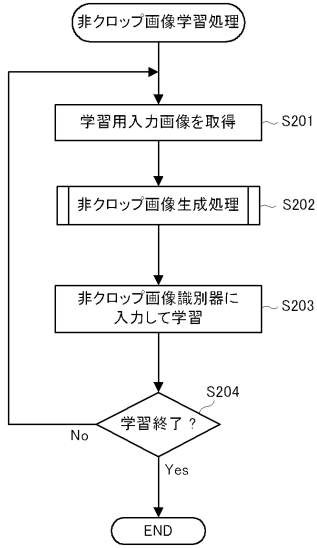 非クロップ画像学習処理
学習用入力画像を取得
S201
非クロップ画像生成処理
S202
非クロップ画像識別器に
入力して学習
S203
S204
学習終了?
No
Yes
END